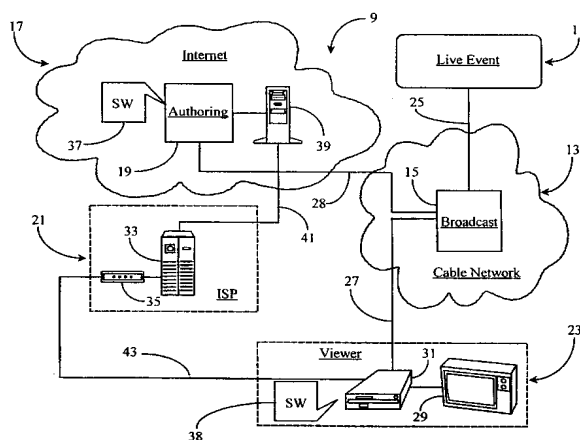 17
9
Internet
Live Event
1
SW
Authoring
25
37
39
19
13
15
28
Broadcast
41
21
33
Cable Network
35
ISP
27
43
Viewer
31
23
SW
38
29